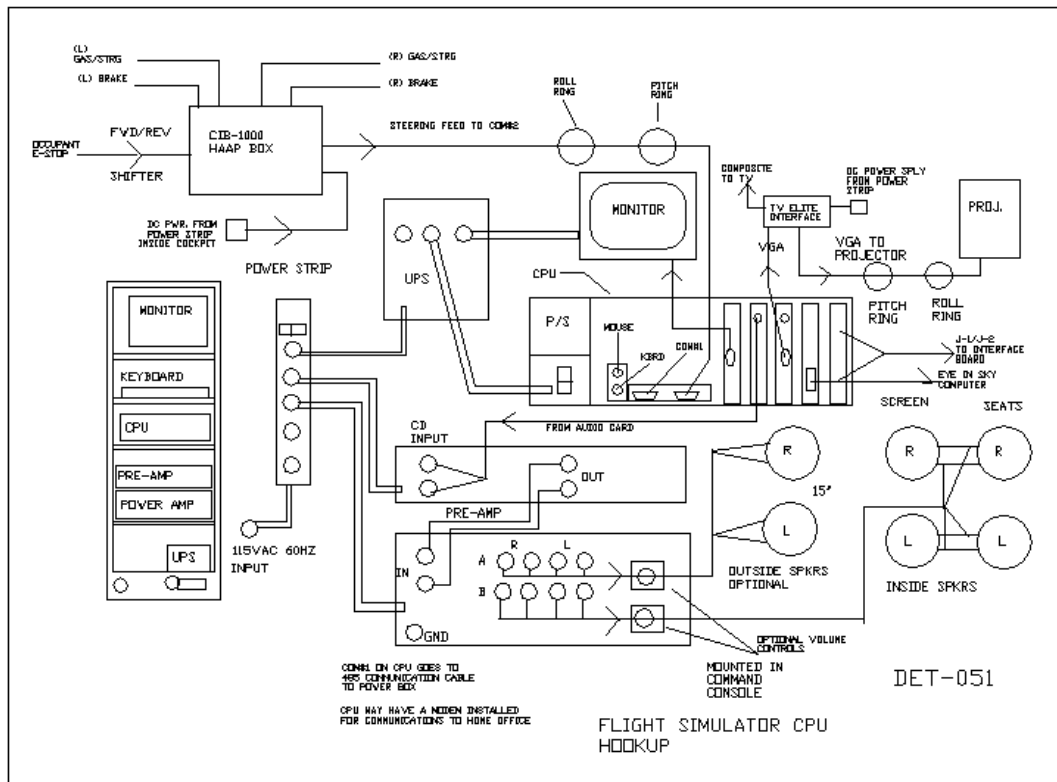 (L)
GAS/STRG
(L) BRAKE
(R) GAS/STRG
(R) BRAKE
OCCUPANT
E-STOP
FWD/REV
SHIFTER
CIB-1000
HAAP BOX
STEERING FEED TO COM#2
ROLL
RING
PITCH
RING
DC PWR. FROM
POWER STRIP
INSIDE COCKPIT
POWER STRIP
UPS
MONITOR
COMPOSITE
TO TV
TV ELITE
INTERFACE
DC POWER SPLY
FROM POWER
STRIP
PROJ.
VGA
VGA TO
PROJECTOR
PITCH
RING
ROLL
RING
CPU
P/S
MOUSE
KBRD
COM#1
J-1/J-2
TO INTERFACE
BOARD
EYE IN SKY
COMPUTER
MONITOR
KEYBOARD
CPU
PRE-AMP
POWER AMP
UPS
115VAC 60HZ
INPUT
CD
INPUT
FROM AUDIO CARD
OUT
PRE-AMP
IN
R
L
A
B
GND
R
15"
L
OUTSIDE SPKRS
OPTIONAL
SCREEN
SEATS
R
R
L
L
INSIDE SPKRS
OPTIONAL VOLUME
CONTROLS
MOUNTED IN
COMMAND
CONSOLE
COM#1 ON CPU GOES TO
485 COMMUNICATION CABLE
TO POWER BOX
CPU MAY HAVE A MODEN INSTALLED
FOR COMMUNICATIONS TO HOME OFFICE
DET-051
FLIGHT SIMULATOR CPU
HOOKUP